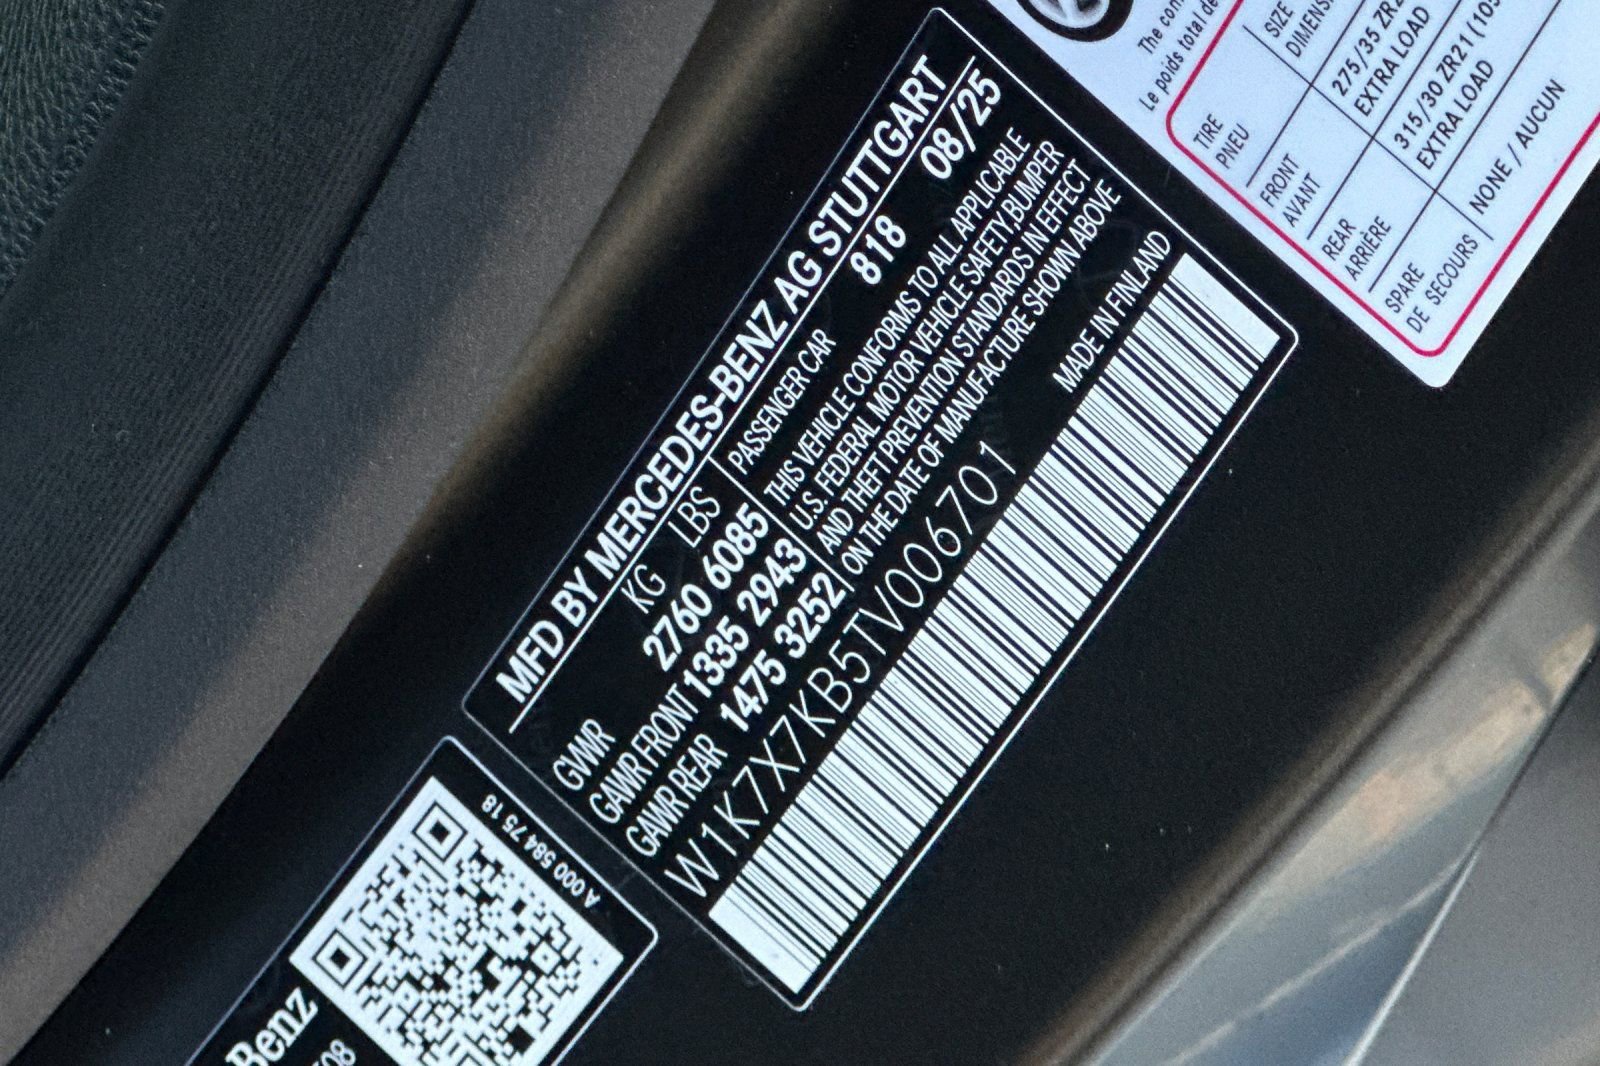 MFD BY MERCEDES-BENZ AG STUTTGART
KG LBS
818 08/25
GVWR 2760 6085
GAWR FRONT 1335 2943
GAWR REAR 1475 3252
PASSENGER CAR
THIS VEHICLE CONFORMS TO ALL APPLICABLE
U.S. FEDERAL MOTOR VEHICLE SAFETY,BUMPER
AND THEFT PREVENTION STANDARDS IN EFFECT
ON THE DATE OF MANUFACTURE SHOWN ABOVE
MADE IN FINLAND
W1K7X7KB5TV006701
A 000 584 75 18
Benz
The
Le poids total
TIRE
PNEU
SIZE
FRONT
AVANT
275/35
EXTRA LOAD
REAR
ARRIÈRE
315/30 ZR21
EXTRA LOAD
SPARE
DE SECOURS
NONE / AUCUN